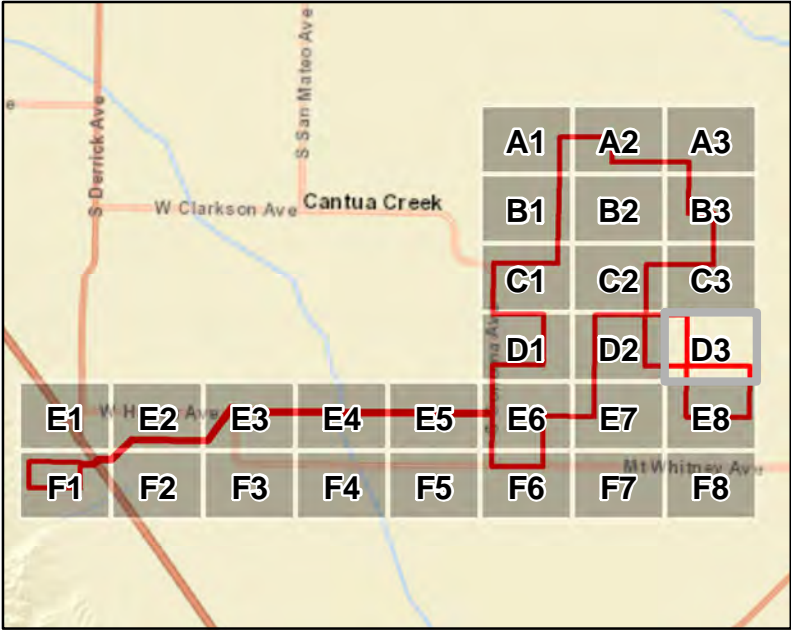 S San Mateo Ave
e
S Derrick Ave
A1 A2 A3
W Clarkson Ave Cantua Creek
B1 B2 B3
C1 C2 C3
D1 D2 D3
E1 W H Ave E2 E3 E4 E5 E6 E7 E8
Mt Whitney Ave
F1 F2 F3 F4 F5 F6 F7 F8